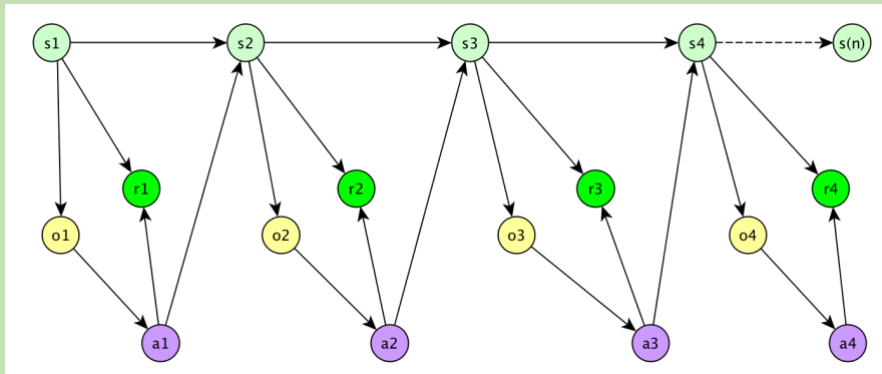 s1 s2 s3 s4 s(n)
r1 r2 r3 r4
o1 o2 o3 o4
a1 a2 a3 a4